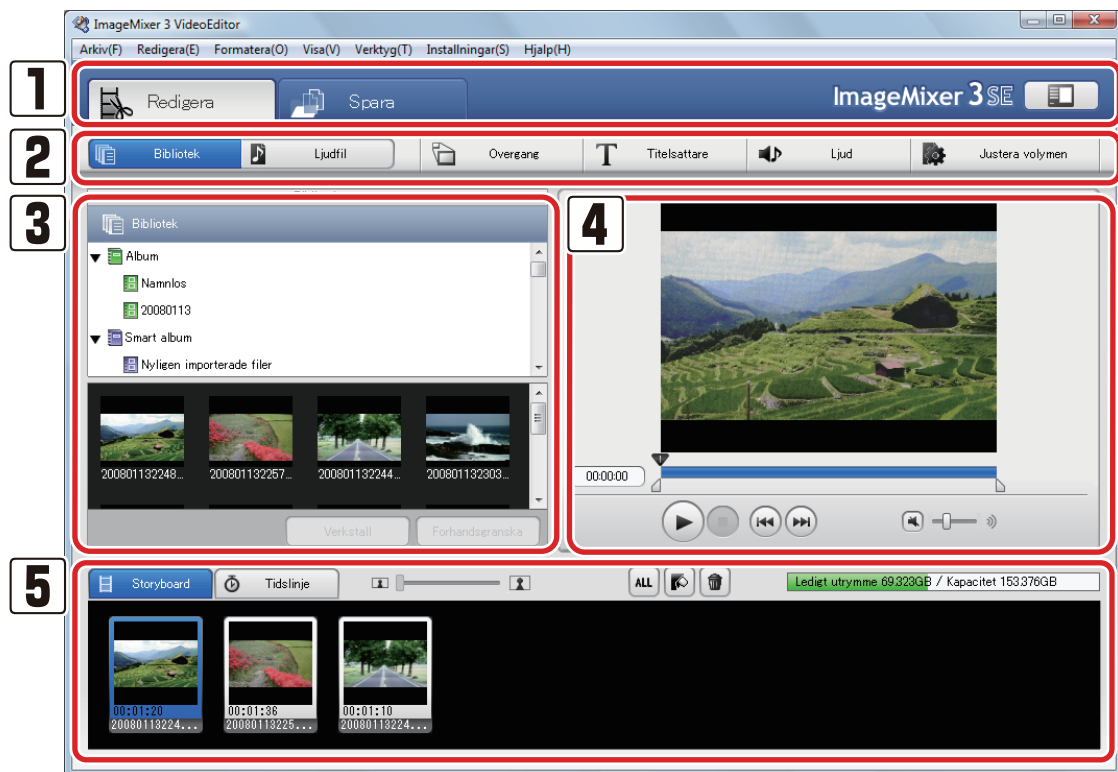 ImageMixer 3 VideoEditor
Arkiv(F) Redigera(E) Formatera(O) Visa(V) Verktyg(T) Installningar(S) Hjalp(H)
1
Redigera
Spara
ImageMixer 3 SE
2
Bibliotek
Ljudfil
Overgang
Titelsattare
Ljud
Justera volymen
3
Bibliotek
Album
Namnlos
20080113
Smart album
Nyligen importerade filer
200801132248...
200801132257...
200801132244...
200801132303...
Verkstall
Forhandsgranska
4
00:00:00
5
Storyboard
Tidslinje
ALL
Ledigt utrymme 69.323GB / Kapacitet 153.376GB
00:01:20
00:01:36
00:01:10
20080113224...
20080113225...
20080113224...